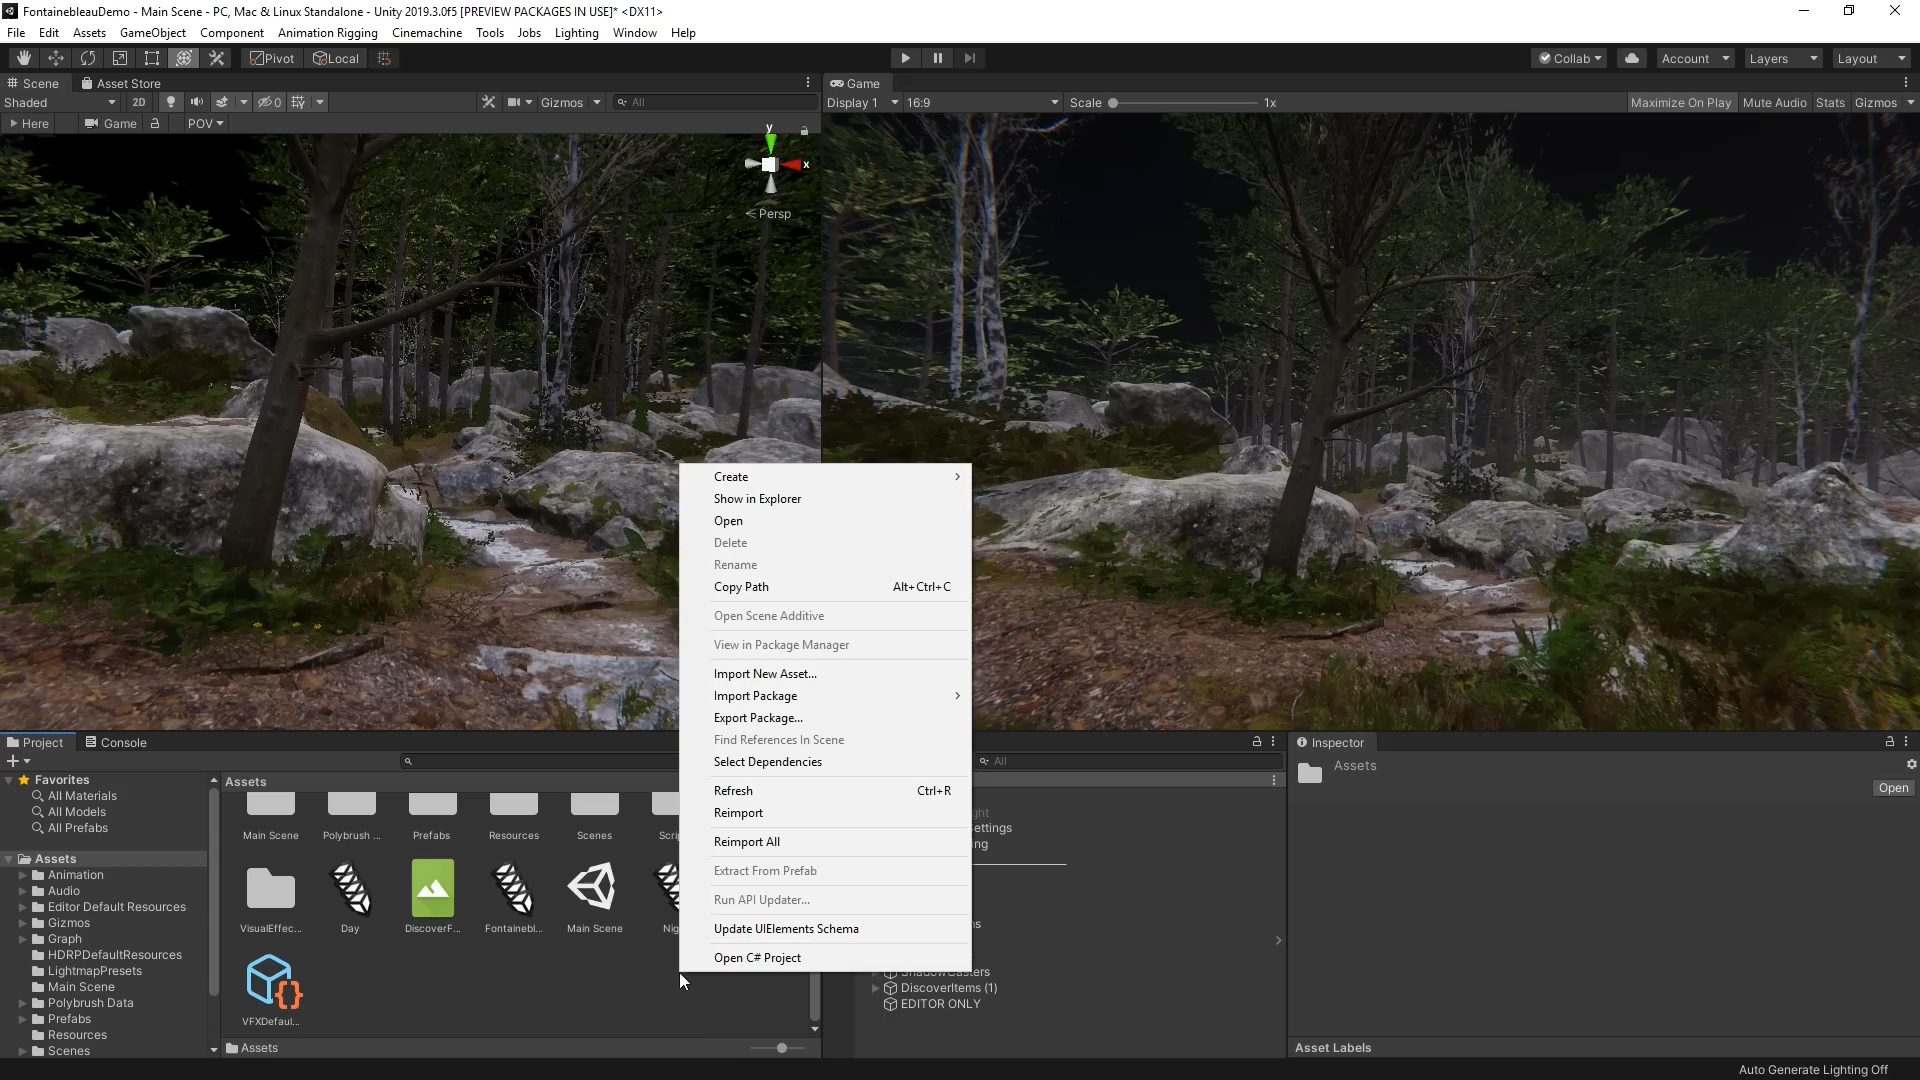 FontainebleauDemo - Main Scene - PC, Mac & Linux Standalone - Unity 2019.3.0f5 [PREVIEW PACKAGES IN USE]* <DX11>
File Edit Assets GameObject Component Animation Rigging Cinemachine Tools Jobs Lighting Window Help
Pivot Local Collab Account Layers Layout
Scene Asset Store
Shaded 2D 0 Gizmos All
Here Game POV
y
x
Persp
Game
Display 1 16:9 Scale 1x Maximize On Play Mute Audio Stats Gizmos
Create
Show in Explorer
Open
Delete
Rename
Copy Path Alt+Ctrl+C
Open Scene Additive
View in Package Manager
Import New Asset...
Import Package
Export Package...
Find References In Scene
Select Dependencies
Refresh Ctrl+R
Reimport
Reimport All
Extract From Prefab
Run API Updater...
Update UIElements Schema
Open C# Project
Project Console
Favorites
All Materials
All Models
All Prefabs
Assets
Animation
Audio
Editor Default Resources
Gizmos
Graph
HDRPDefaultResources
LightmapPresets
Main Scene
Polybrush Data
Prefabs
Resources
Scenes
Assets
Main Scene Polybrush ... Prefabs Resources Scenes Scrip
VisualEffec... Day DiscoverF... Fontainebl... Main Scene Nig
VFXDefaul...
Assets
All
ght
ettings
ng
ns
ShadowCasters
DiscoverItems (1)
EDITOR ONLY
Inspector
Assets
Open
Asset Labels
Auto Generate Lighting Off